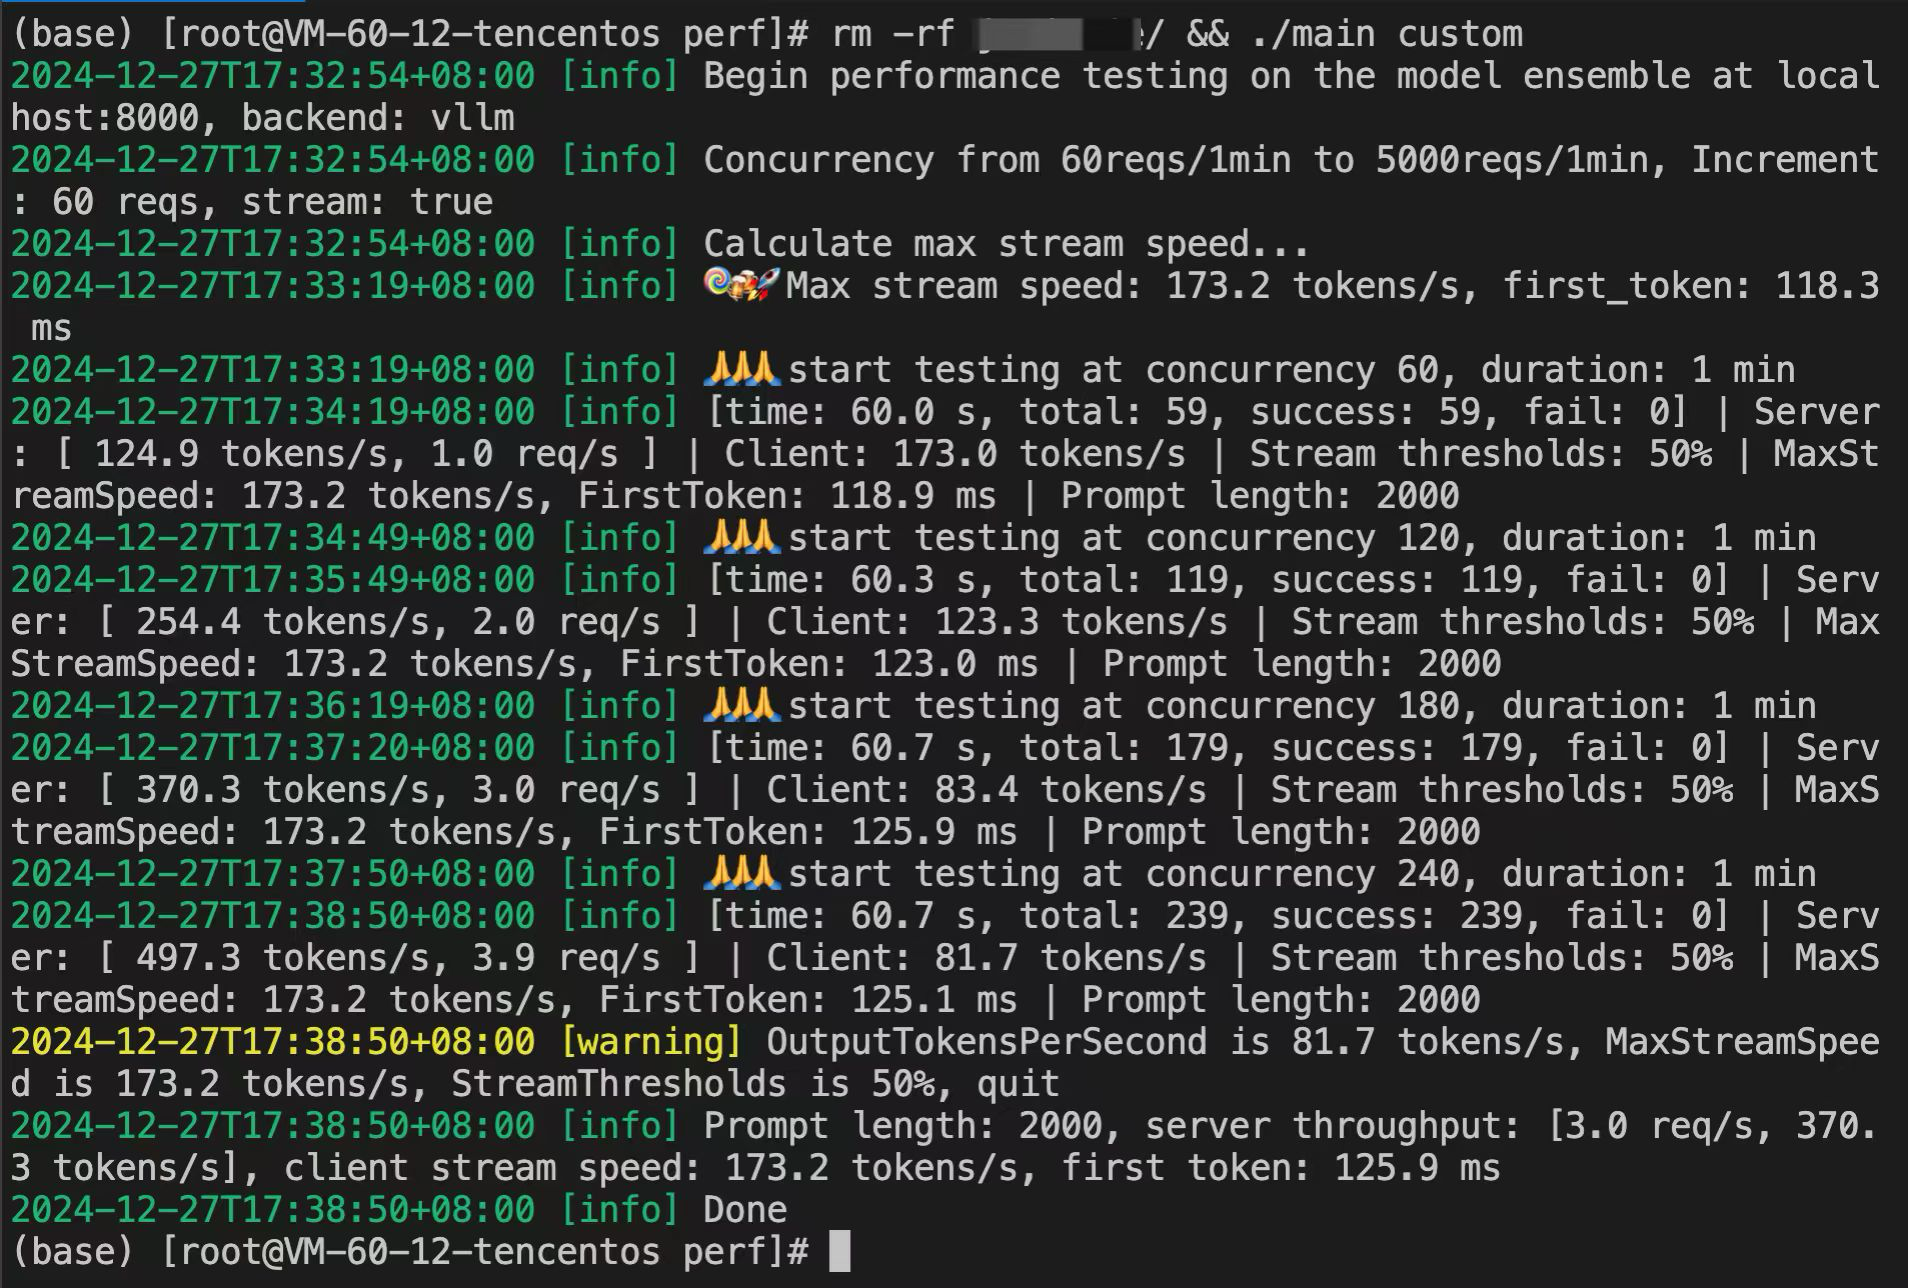 (base) [root@VM-60-12-tencentos perf]# rm -rf / && ./main custom
2024-12-27T17:32:54+08:00 [info] Begin performance testing on the model ensemble at local
host:8000, backend: vllm
2024-12-27T17:32:54+08:00 [info] Concurrency from 60reqs/1min to 5000reqs/1min, Increment
: 60 reqs, stream: true
2024-12-27T17:32:54+08:00 [info] Calculate max stream speed...
2024-12-27T17:33:19+08:00 [info] 🍭🍻🚀Max stream speed: 173.2 tokens/s, first_token: 118.3
ms
2024-12-27T17:33:19+08:00 [info] 🙏🙏🙏start testing at concurrency 60, duration: 1 min
2024-12-27T17:34:19+08:00 [info] [time: 60.0 s, total: 59, success: 59, fail: 0] | Server
: [ 124.9 tokens/s, 1.0 req/s ] | Client: 173.0 tokens/s | Stream thresholds: 50% | MaxSt
reamSpeed: 173.2 tokens/s, FirstToken: 118.9 ms | Prompt length: 2000
2024-12-27T17:34:49+08:00 [info] 🙏🙏🙏start testing at concurrency 120, duration: 1 min
2024-12-27T17:35:49+08:00 [info] [time: 60.3 s, total: 119, success: 119, fail: 0] | Serv
er: [ 254.4 tokens/s, 2.0 req/s ] | Client: 123.3 tokens/s | Stream thresholds: 50% | Max
StreamSpeed: 173.2 tokens/s, FirstToken: 123.0 ms | Prompt length: 2000
2024-12-27T17:36:19+08:00 [info] 🙏🙏🙏start testing at concurrency 180, duration: 1 min
2024-12-27T17:37:20+08:00 [info] [time: 60.7 s, total: 179, success: 179, fail: 0] | Serv
er: [ 370.3 tokens/s, 3.0 req/s ] | Client: 83.4 tokens/s | Stream thresholds: 50% | MaxS
treamSpeed: 173.2 tokens/s, FirstToken: 125.9 ms | Prompt length: 2000
2024-12-27T17:37:50+08:00 [info] 🙏🙏🙏start testing at concurrency 240, duration: 1 min
2024-12-27T17:38:50+08:00 [info] [time: 60.7 s, total: 239, success: 239, fail: 0] | Serv
er: [ 497.3 tokens/s, 3.9 req/s ] | Client: 81.7 tokens/s | Stream thresholds: 50% | MaxS
treamSpeed: 173.2 tokens/s, FirstToken: 125.1 ms | Prompt length: 2000
2024-12-27T17:38:50+08:00 [warning] OutputTokensPerSecond is 81.7 tokens/s, MaxStreamSpee
d is 173.2 tokens/s, StreamThresholds is 50%, quit
2024-12-27T17:38:50+08:00 [info] Prompt length: 2000, server throughput: [3.0 req/s, 370.
3 tokens/s], client stream speed: 173.2 tokens/s, first token: 125.9 ms
2024-12-27T17:38:50+08:00 [info] Done
(base) [root@VM-60-12-tencentos perf]#